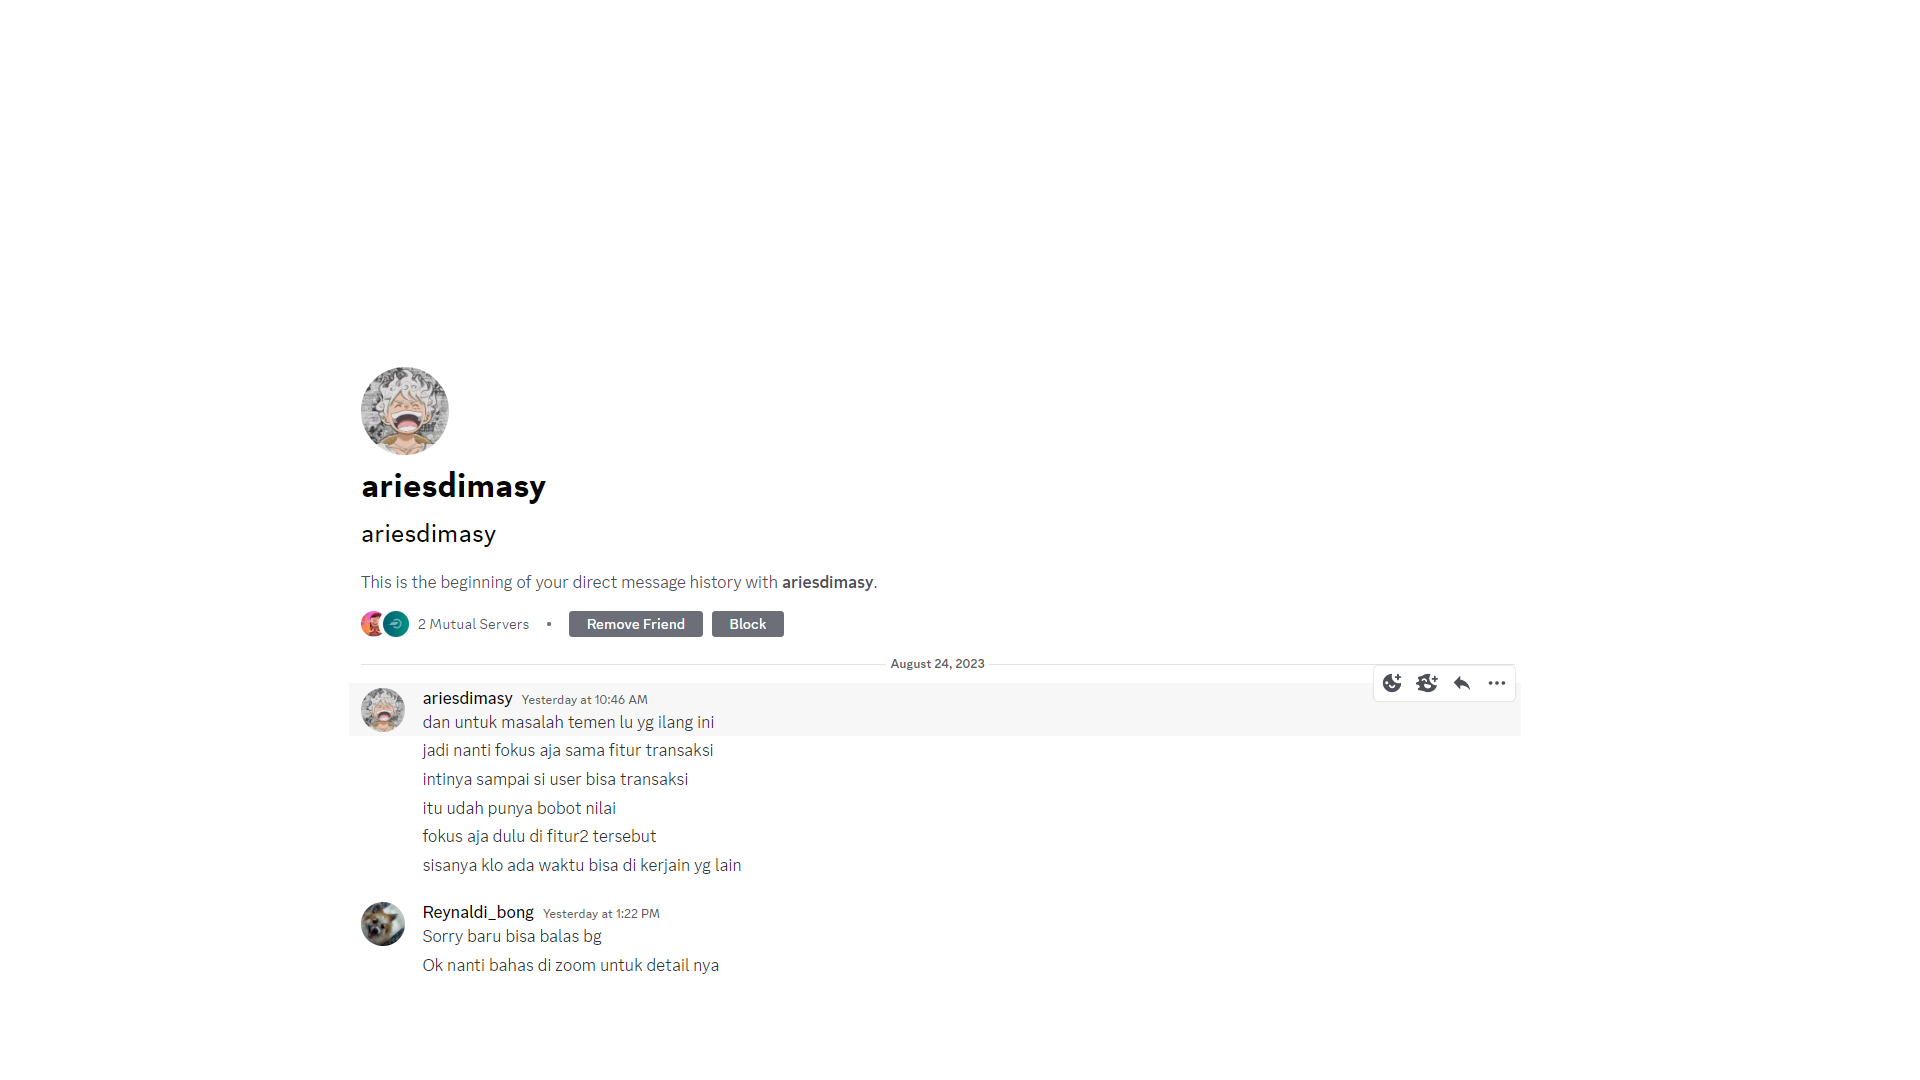 ariesdimasy
ariesdimasy
This is the beginning of your direct message history with ariesdimasy.
2 Mutual Servers • Remove Friend Block
August 24, 2023
ariesdimasy Yesterday at 10:46 AM
dan untuk masalah temen lu yg ilang ini
jadi nanti fokus aja sama fitur transaksi
intinya sampai si user bisa transaksi
itu udah punya bobot nilai
fokus aja dulu di fitur2 tersebut
sisanya klo ada waktu bisa di kerjain yg lain
Reynaldi_bong Yesterday at 1:22 PM
Sorry baru bisa balas bg
Ok nanti bahas di zoom untuk detail nya